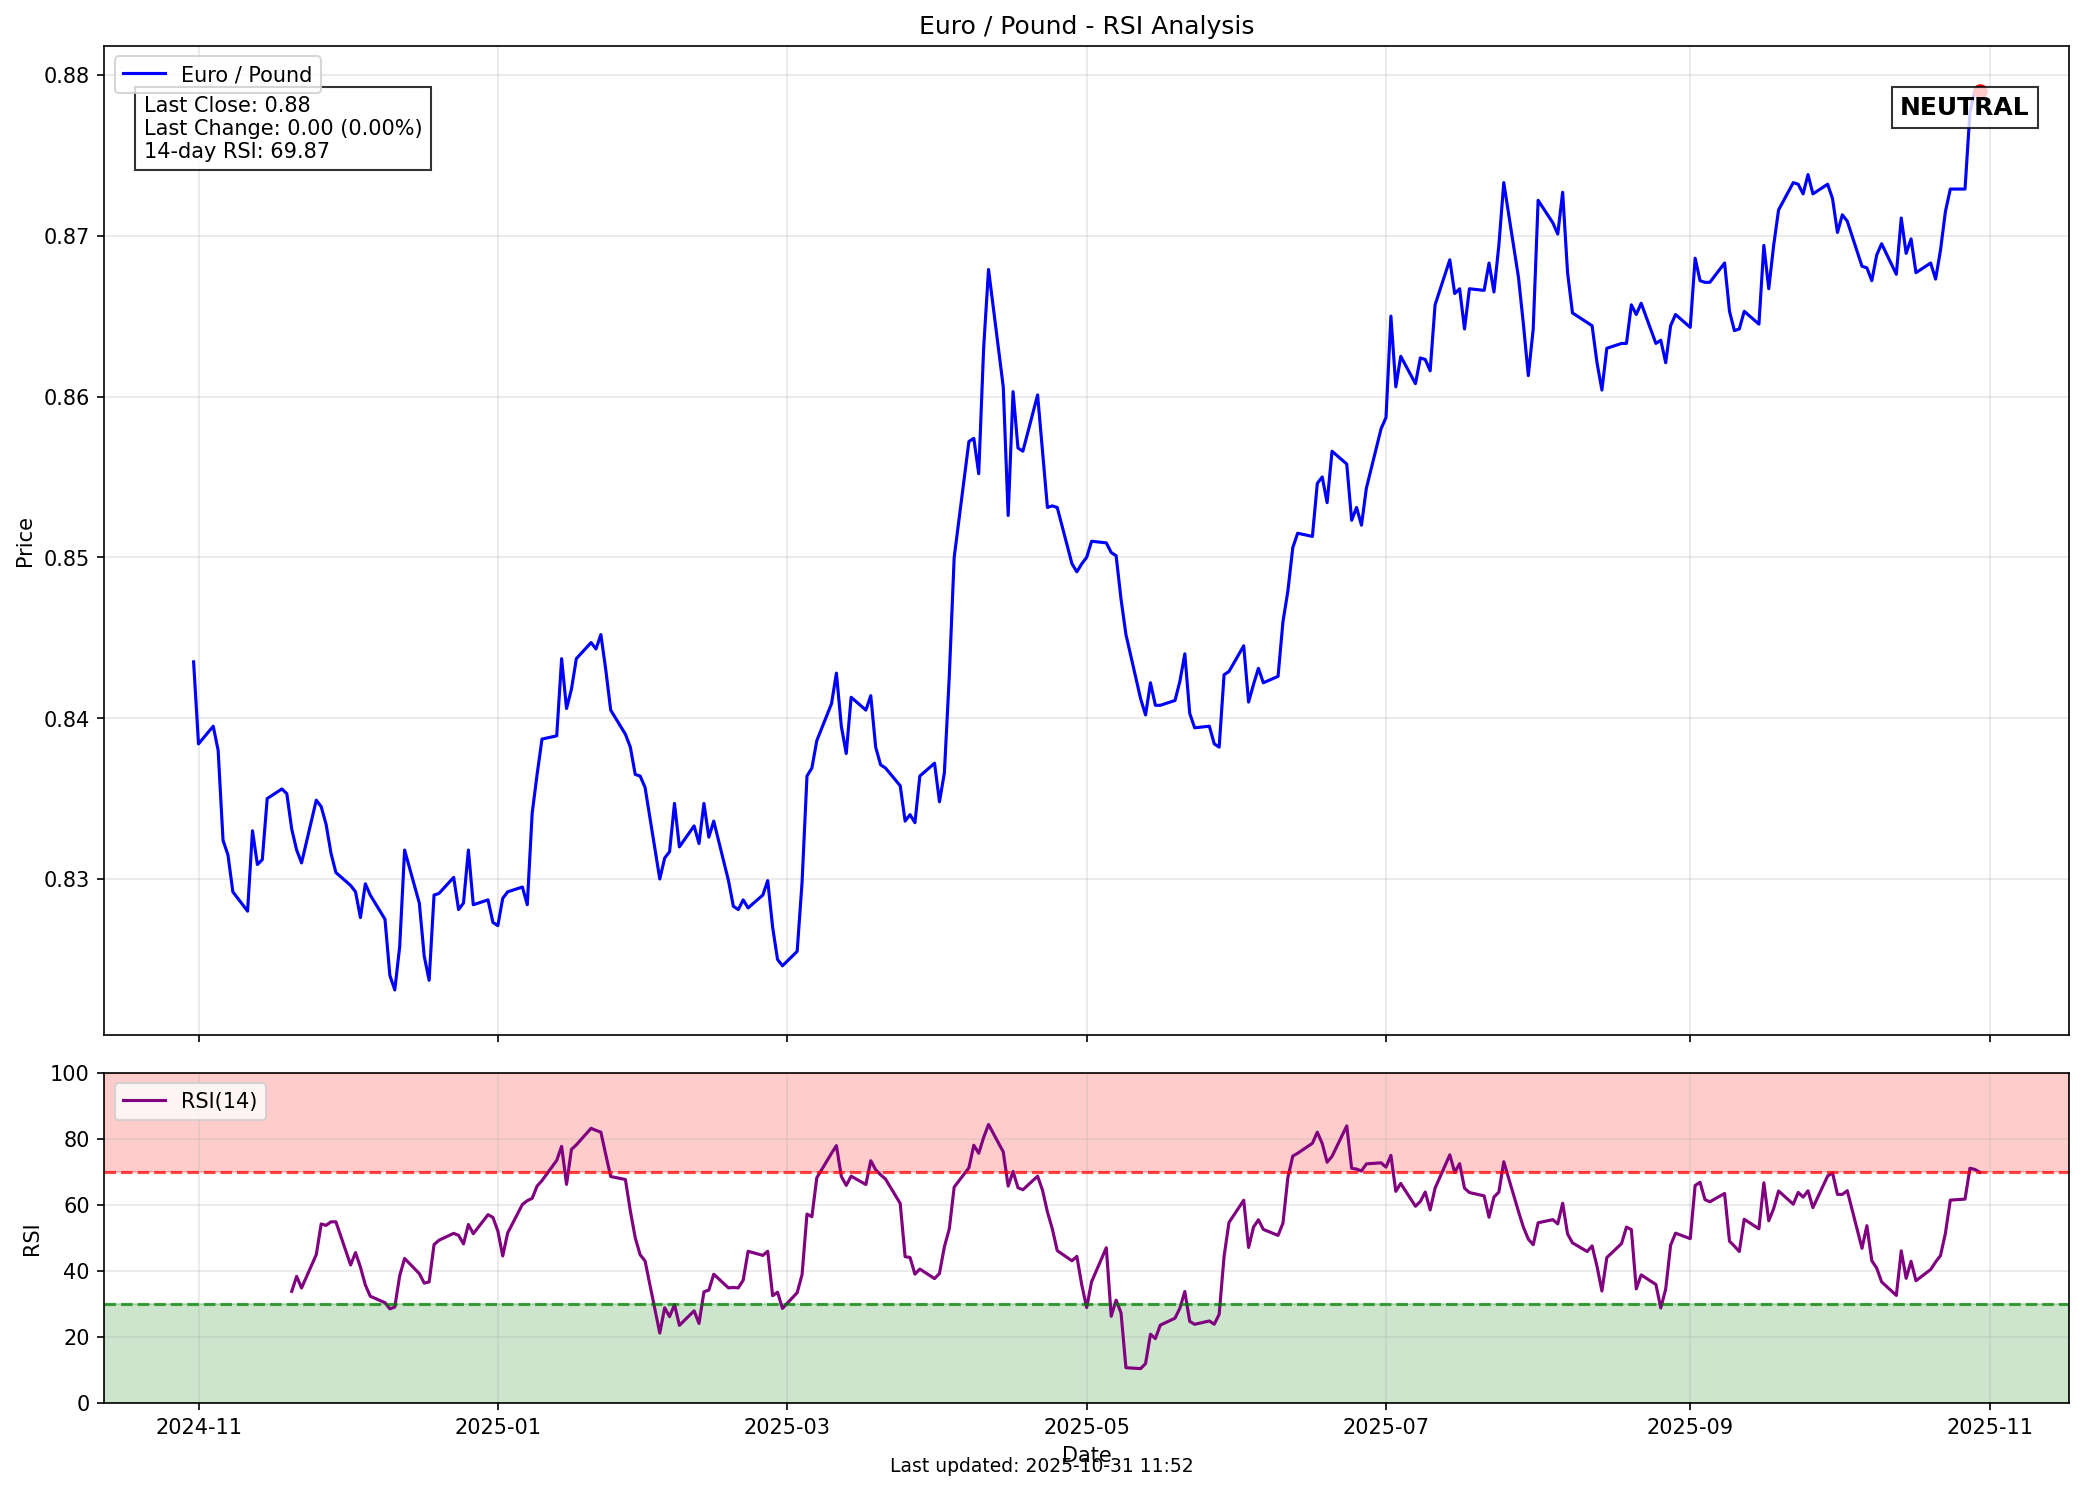 Euro / Pound - RSI Analysis
Euro / Pound
Last Close: 0.88
Last Change: 0.00 (0.00%)
14-day RSI: 69.87
NEUTRAL
0.88
0.87
0.86
0.85
0.84
0.83
Price
RSI(14)
100
80
60
40
20
0
RSI
2024-11 2025-01 2025-03 2025-05 2025-07 2025-09 2025-11
Date
Last updated: 2025-10-31 11:52